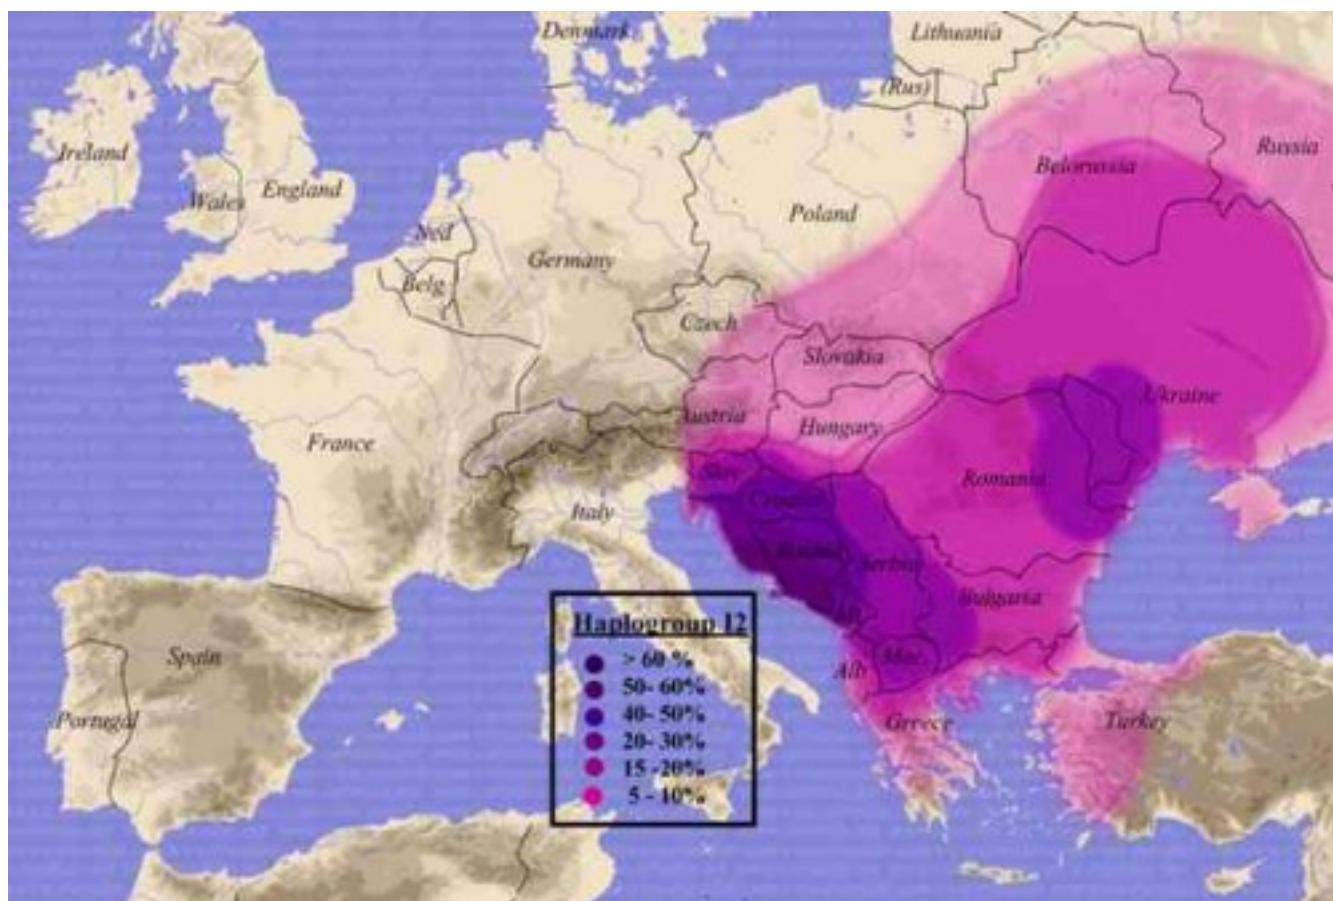 Denmark
Lithuania
(Rus)
Ireland
Russia
Belorussia
Wales
England
Poland
Ned
Germany
Belg
Czech
Slovakia
Austria
Ukraine
Hungary
France
Slov
Romania
Croatia
Italy
Bosnia
Serbia
Bulgaria
Haplogroup I2
> 60 %
Spain
Mac.
Alb
50- 60%
40- 50%
Portugal
Greece
Turkey
20- 30%
15 -20%
5 - 10%